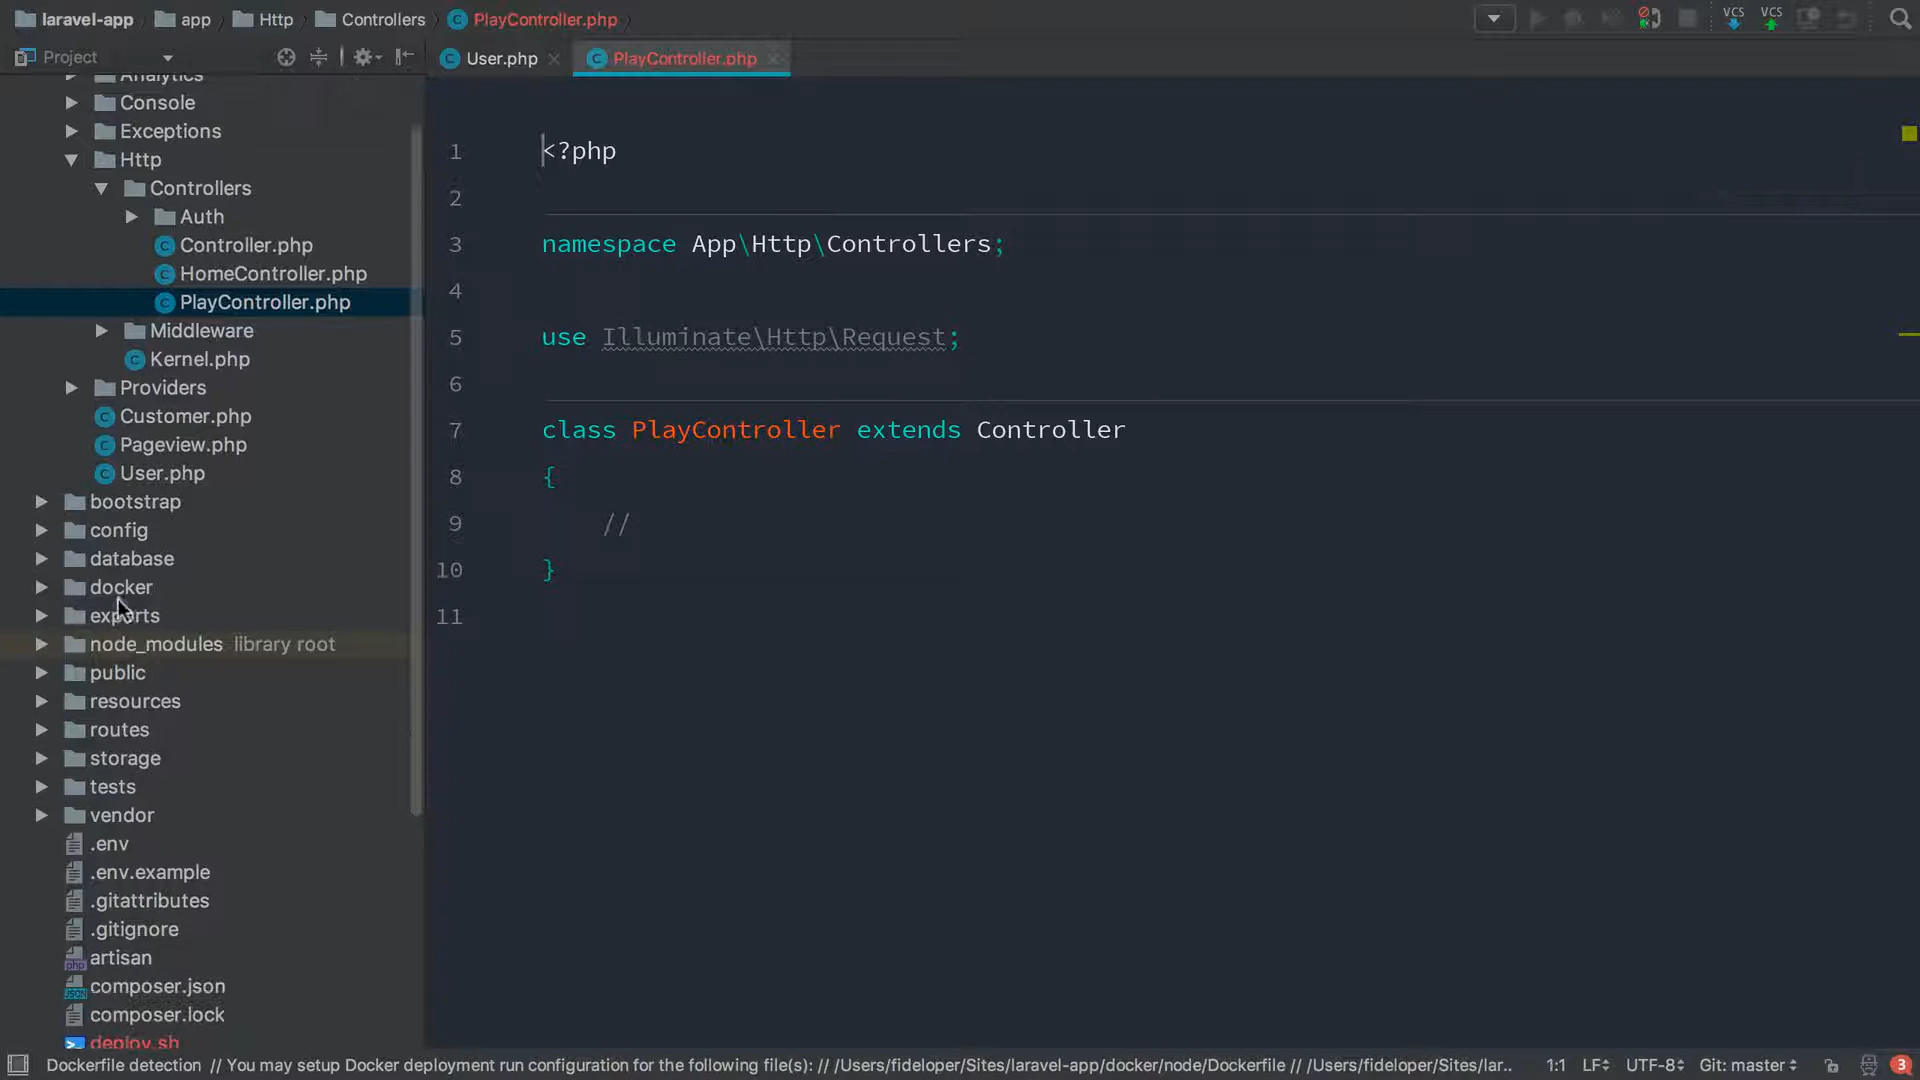 laravel-app app Http Controllers PlayController.php
VCS VCS
Project
User.php PlayController.php
Analytics
Console
Exceptions
Http
Controllers
Auth
Controller.php
HomeController.php
PlayController.php
Middleware
Kernel.php
Providers
Customer.php
Pageview.php
User.php
bootstrap
config
database
docker
exports
node_modules library root
public
resources
routes
storage
tests
vendor
.env
.env.example
.gitattributes
.gitignore
artisan
composer.json
composer.lock
deploy.sh
1 <?php
2
3 namespace App\Http\Controllers;
4
5 use Illuminate\Http\Request;
6
7 class PlayController extends Controller
8 {
9 //
10 }
11
Dockerfile detection // You may setup Docker deployment run configuration for the following file(s): // /Users/fideloper/Sites/laravel-app/docker/node/Dockerfile // /Users/fideloper/Sites/lar... 1:1 LF UTF-8 Git: master 3